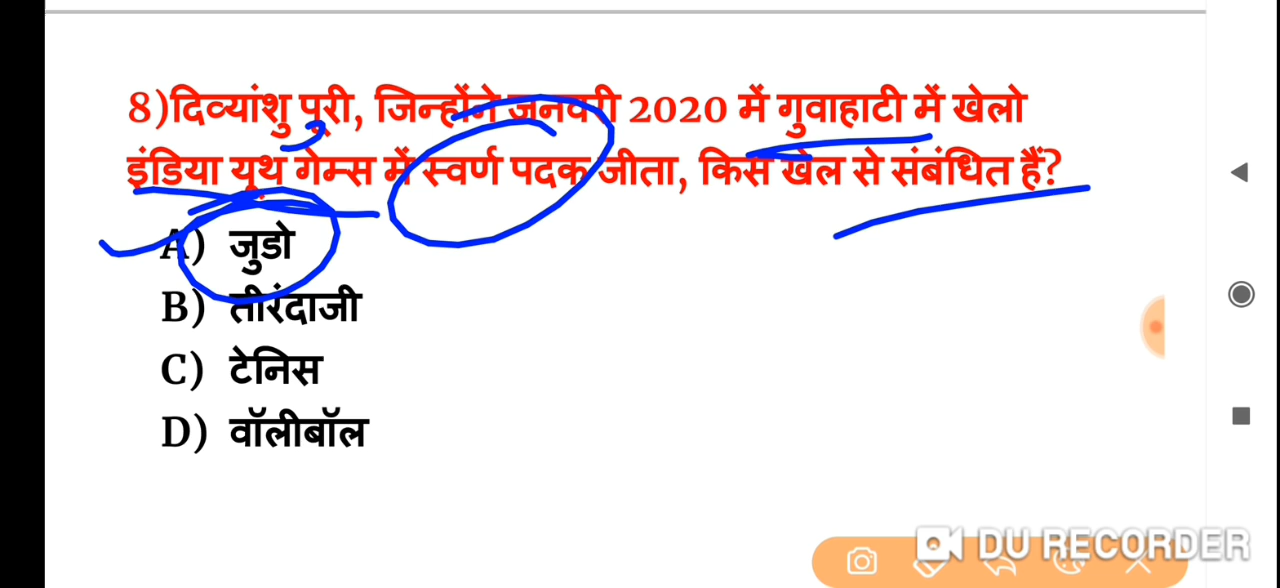 8)दिव्यांशु पूरी, जिन्होंने जनवरी 2020 में गुवाहाटी में खेलो
इंडिया यूथ गेम्स में स्वर्ण पदक जीता, किस खेल से संबंधित हैं?
A) जुडो
B) तीरंदाजी
C) टेनिस
D) वॉलीबॉल
DU RECORDER